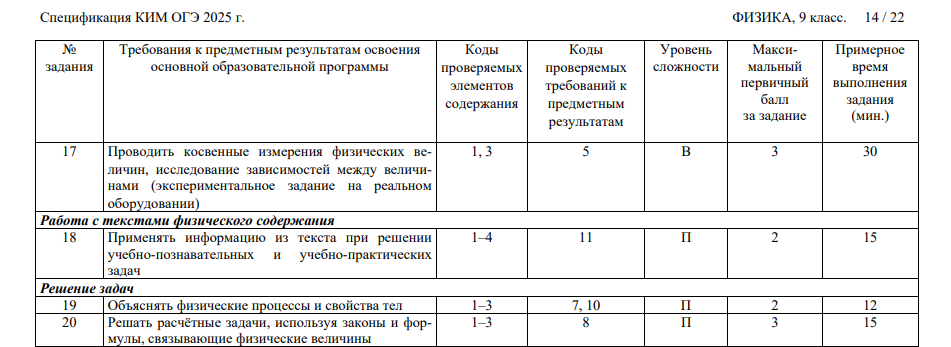 Спецификация КИМ ОГЭ 2025 г. ФИЗИКА, 9 класс. 14 / 22
№ задания Требования к предметным результатам освоения основной образовательной программы Коды проверяемых элементов содержания Коды проверяемых требований к предметным результатам Уровень сложности Макси-мальный первичный балл за задание Примерное время выполнения задания (мин.)
17 Проводить косвенные измерения физических ве- 1, 3 5 В 3 30
личин, исследование зависимостей между величи-
нами (экспериментальное задание на реальном
оборудовании)
Работа с текстами физического содержания
18 Применять информацию из текста при решении 1–4 11 П 2 15
учебно-познавательных и учебно-практических
задач
Решение задач
19 Объяснять физические процессы и свойства тел 1–3 7, 10 П 2 12
20 Решать расчётные задачи, используя законы и фор- 1–3 8 П 3 15
мулы, связывающие физические величины